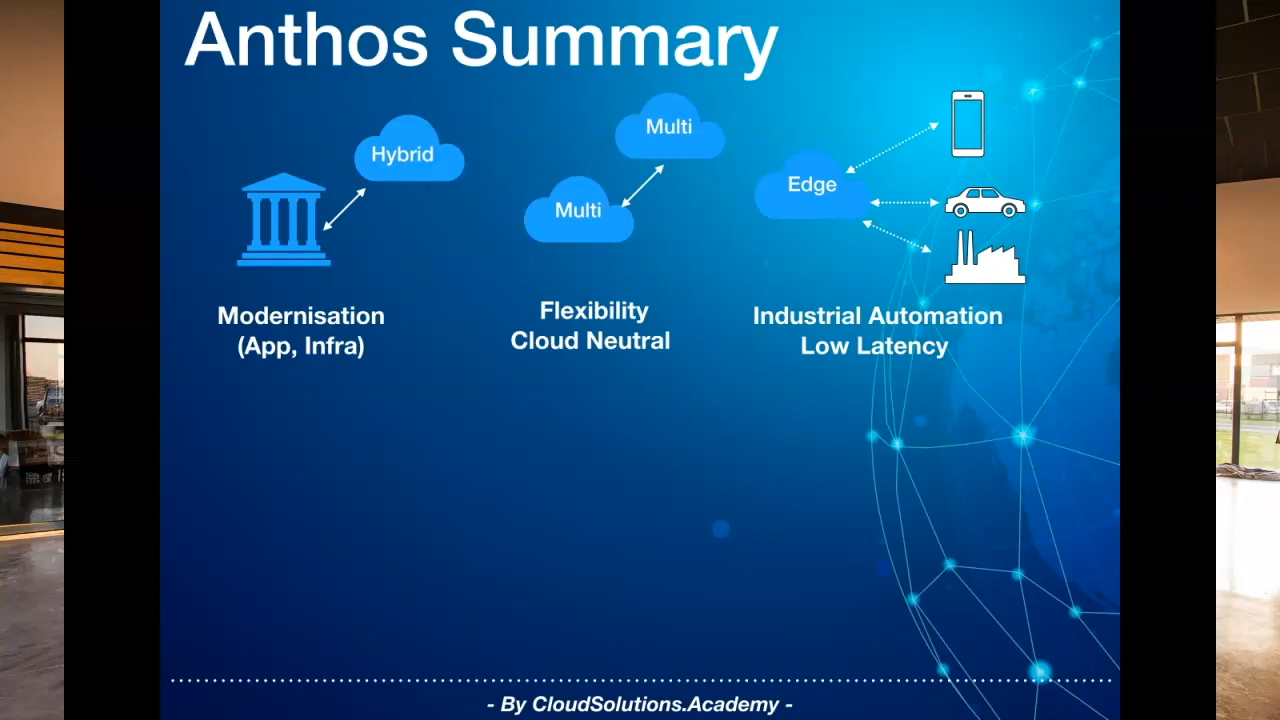 Anthos Summary
Hybrid
Multi
Multi
Edge
Modernisation
(App, Infra)
Flexibility
Cloud Neutral
Industrial Automation
Low Latency
- By CloudSolutions.Academy -